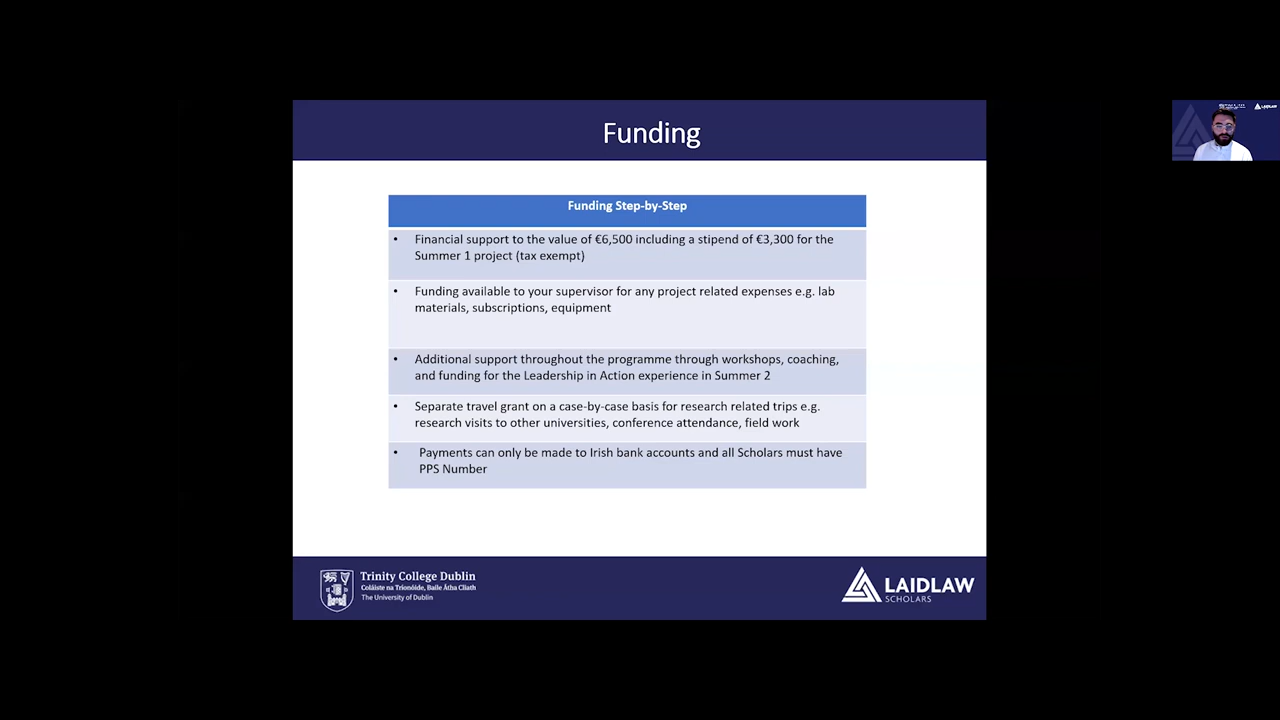 Funding
Funding Step-by-Step
• Financial support to the value of €6,500 including a stipend of €3,300 for the
Summer 1 project (tax exempt)
• Funding available to your supervisor for any project related expenses e.g. lab
materials, subscriptions, equipment
• Additional support throughout the programme through workshops, coaching,
and funding for the Leadership in Action experience in Summer 2
• Separate travel grant on a case-by-case basis for research related trips e.g.
research visits to other universities, conference attendance, field work
• Payments can only be made to Irish bank accounts and all Scholars must have
PPS Number
Trinity College Dublin
Coláiste na Tríonóide, Baile Átha Cliath
The University of Dublin
LAIDLAW
SCHOLARS
LAIDLAW